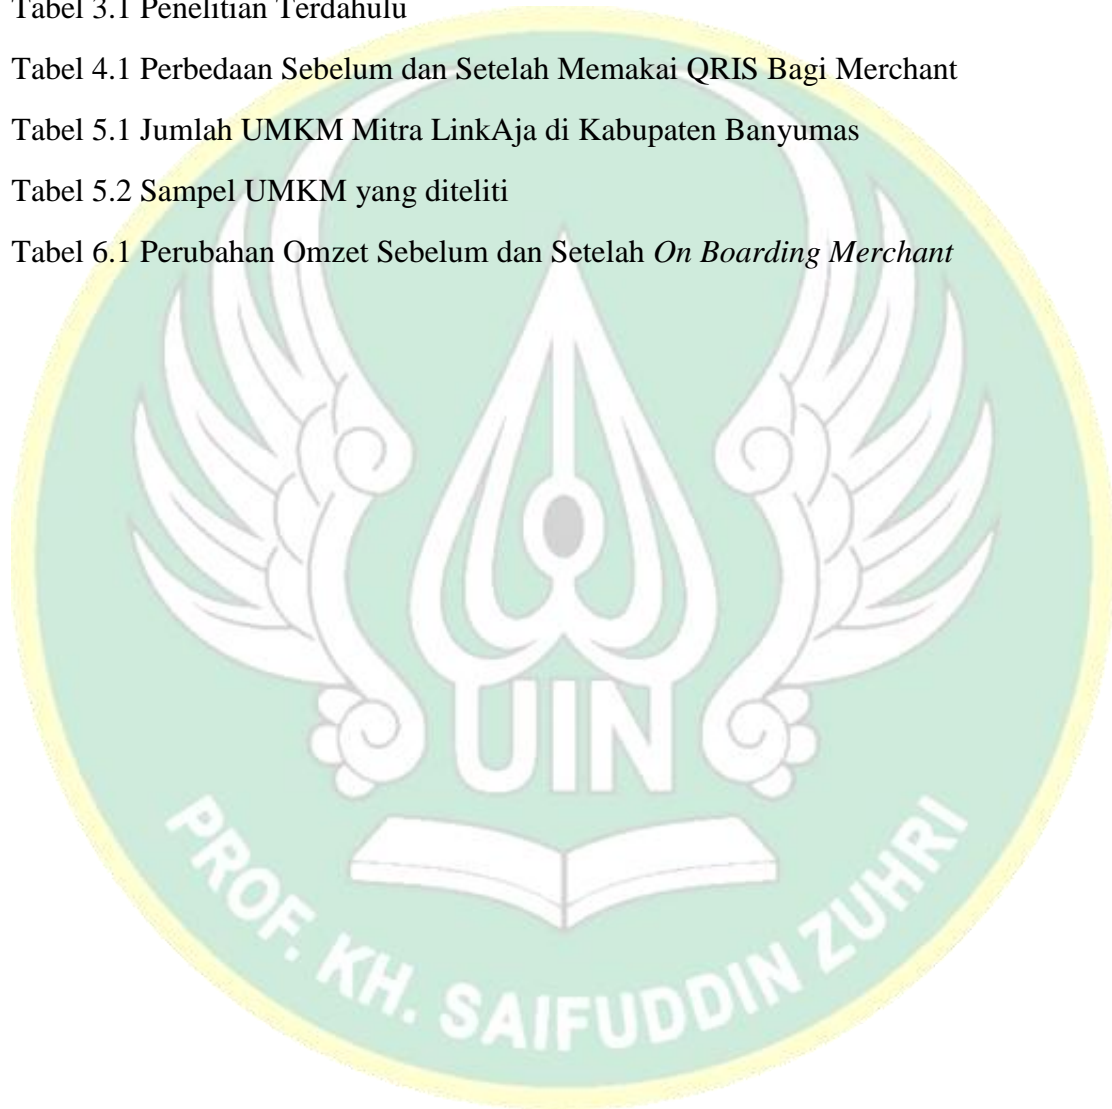 Tabel 3.1 Penelitian Terdahulu
Tabel 4.1 Perbedaan Sebelum dan Setelah Memakai QRIS Bagi Merchant
Tabel 5.1 Jumlah UMKM Mitra LinkAja di Kabupaten Banyumas
Tabel 5.2 Sampel UMKM yang diteliti
Tabel 6.1 Perubahan Omzet Sebelum dan Setelah On Boarding Merchant
UIN
PROF. KH. SAIFUDDIN ZUHRI